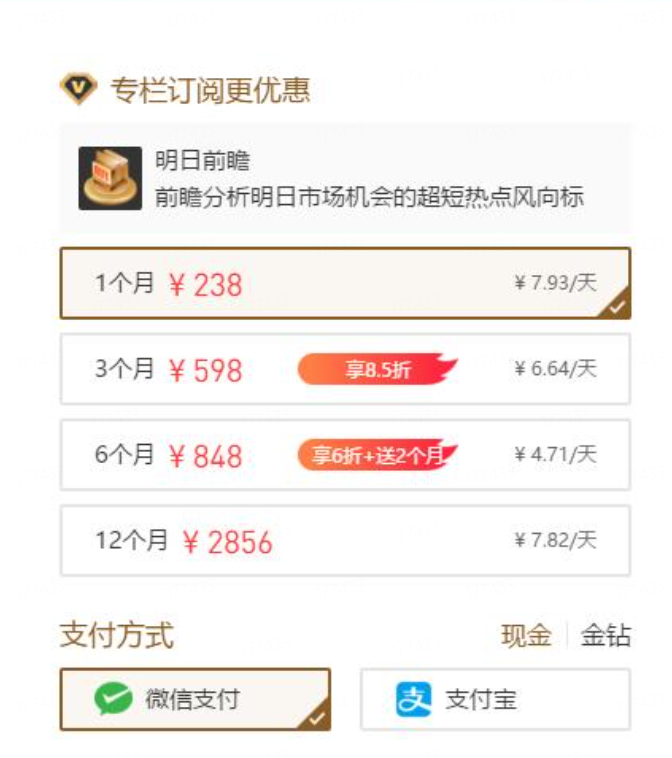 专栏订阅更优惠
明日前瞻
前瞻分析明日市场机会的超短热点风向标
1个月 ¥ 238 ¥ 7.93/天
3个月 ¥ 598 享8.5折 ¥ 6.64/天
6个月 ¥ 848 享6折+送2个月 ¥ 4.71/天
12个月 ¥ 2856 ¥ 7.82/天
支付方式 现金 金钻
微信支付 支付宝